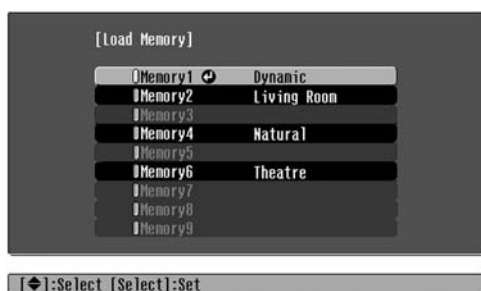 [Load Memory]
Memory1 Dynamic
Memory2 Living Room
Memory3
Memory4 Natural
Memory5
Memory6 Theatre
Memory7
Memory8
Memory9
[◆]:Select [Select]:Set